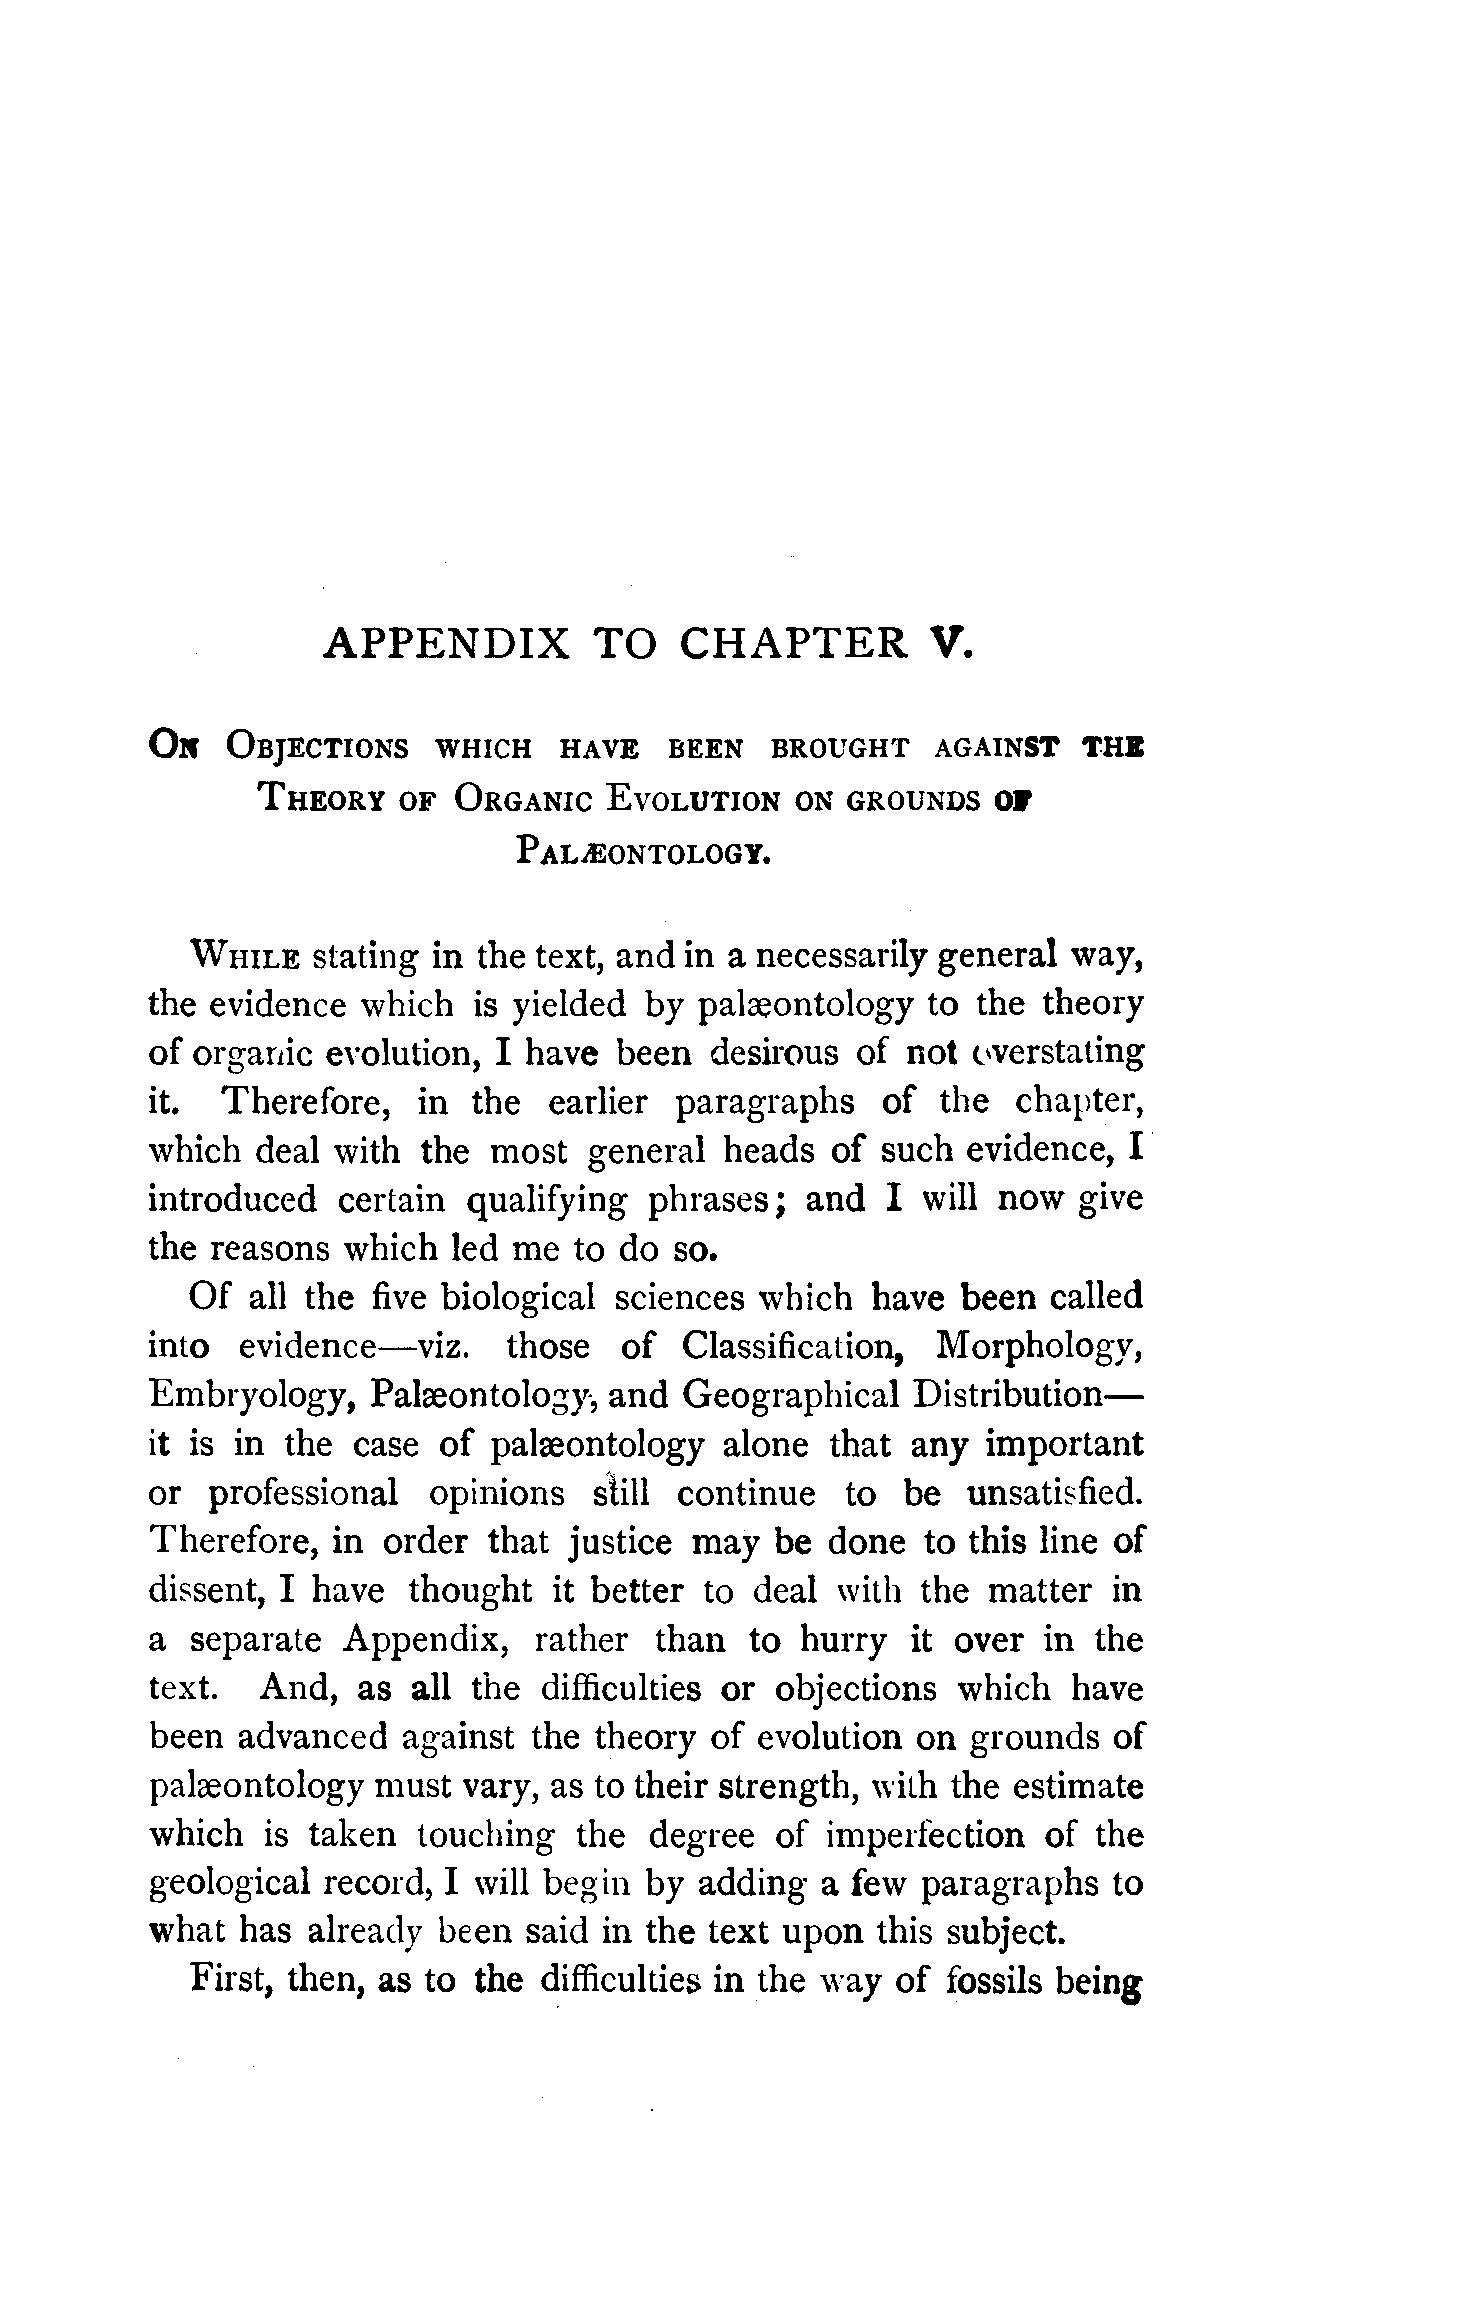 APPENDIX TO CHAPTER V.
On Objections which have been brought against the
Theory of Organic Evolution on grounds of
Palæontology.
While stating in the text, and in a necessarily general way,
the evidence which is yielded by palæontology to the theory
of organic evolution, I have been desirous of not overstating
it. Therefore, in the earlier paragraphs of the chapter,
which deal with the most general heads of such evidence, I
introduced certain qualifying phrases; and I will now give
the reasons which led me to do so.
Of all the five biological sciences which have been called
into evidence—viz. those of Classification, Morphology,
Embryology, Palæontology, and Geographical Distribution—
it is in the case of palæontology alone that any important
or professional opinions still continue to be unsatisfied.
Therefore, in order that justice may be done to this line of
dissent, I have thought it better to deal with the matter in
a separate Appendix, rather than to hurry it over in the
text. And, as all the difficulties or objections which have
been advanced against the theory of evolution on grounds of
palæontology must vary, as to their strength, with the estimate
which is taken touching the degree of imperfection of the
geological record, I will begin by adding a few paragraphs to
what has already been said in the text upon this subject.
First, then, as to the difficulties in the way of fossils being